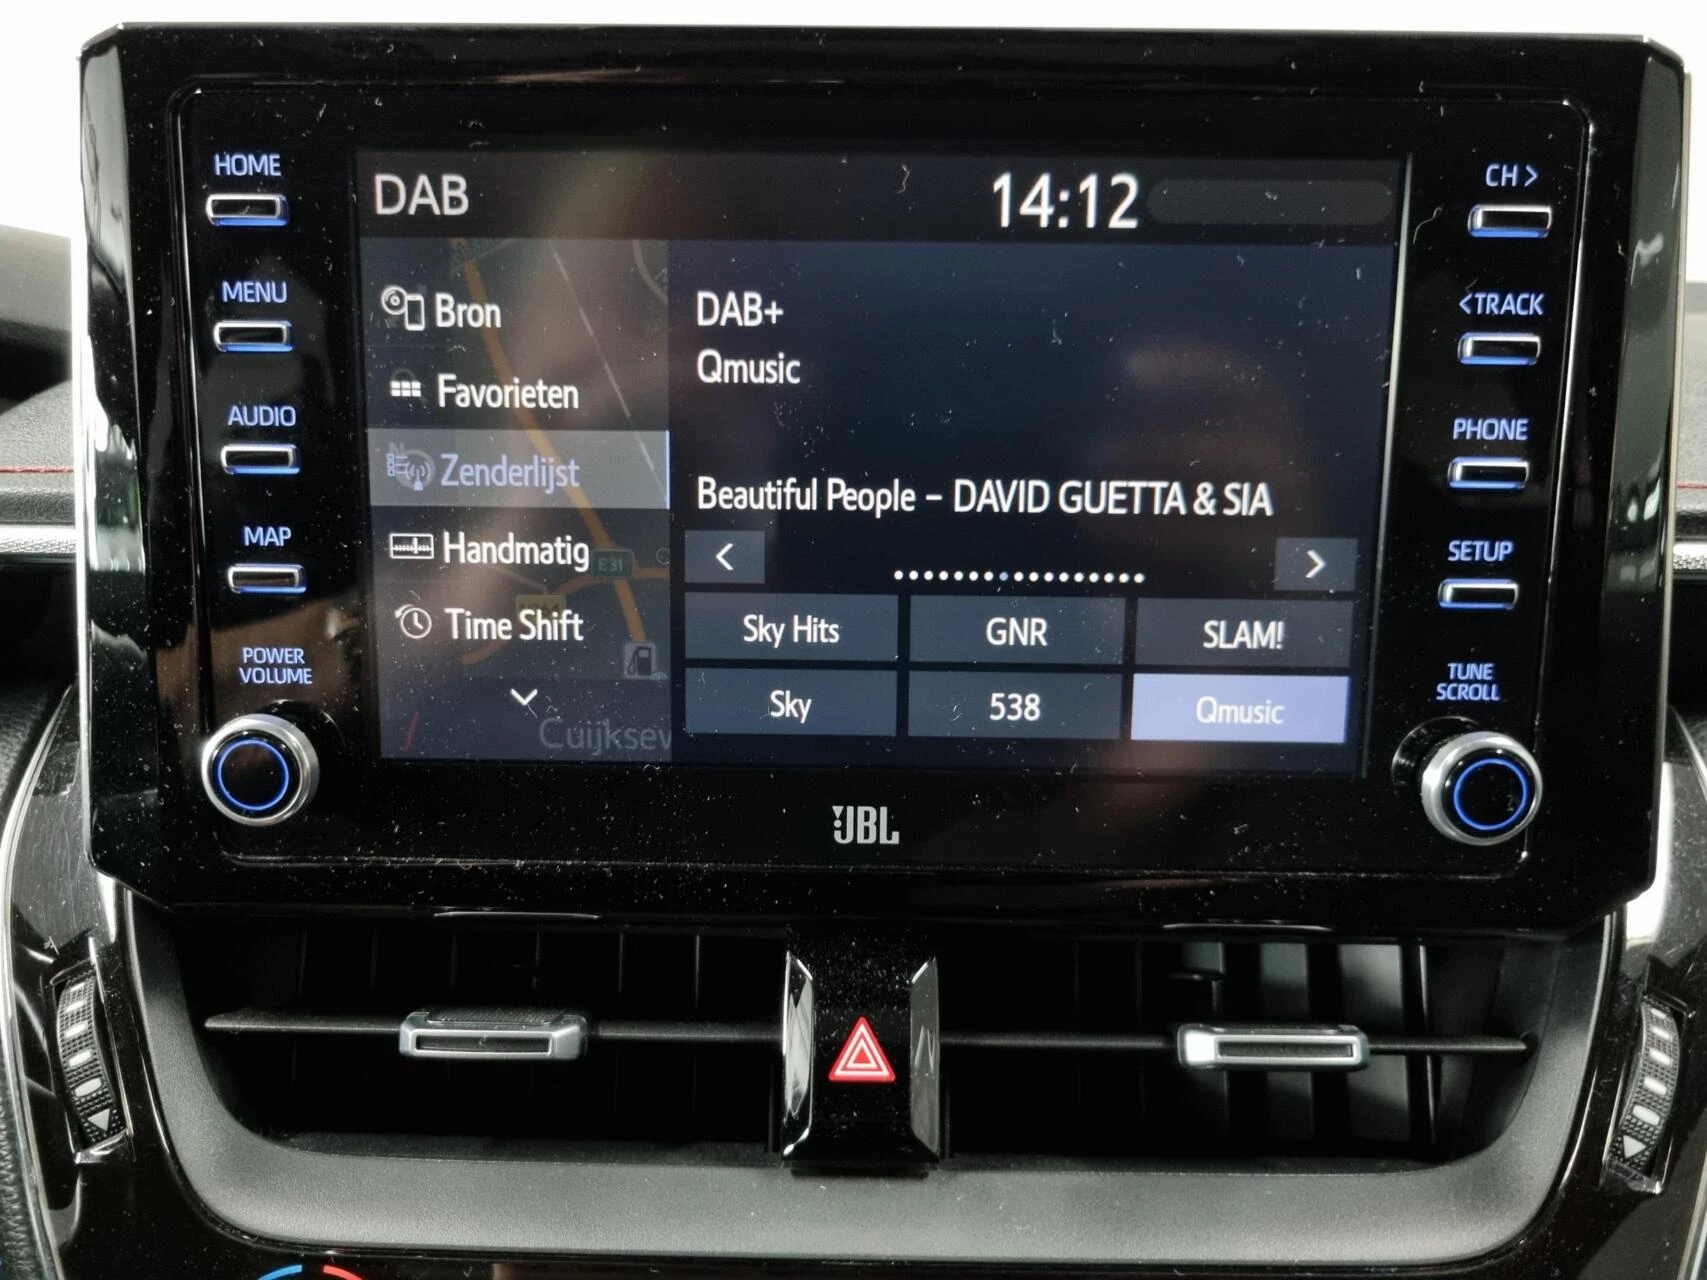 HOME
MENU
AUDIO
MAP
POWER
VOLUME
DAB
14:12
Bron
Favorieten
Zenderlijst
Handmatig
E31
Time Shift
DAB+
Qmusic
Beautiful People – DAVID GUETTA & SIA
<
>
Sky Hits
GNR
SLAM!
Sky
538
Qmusic
CH >
<TRACK
PHONE
SETUP
TUNE
SCROLL
JBL